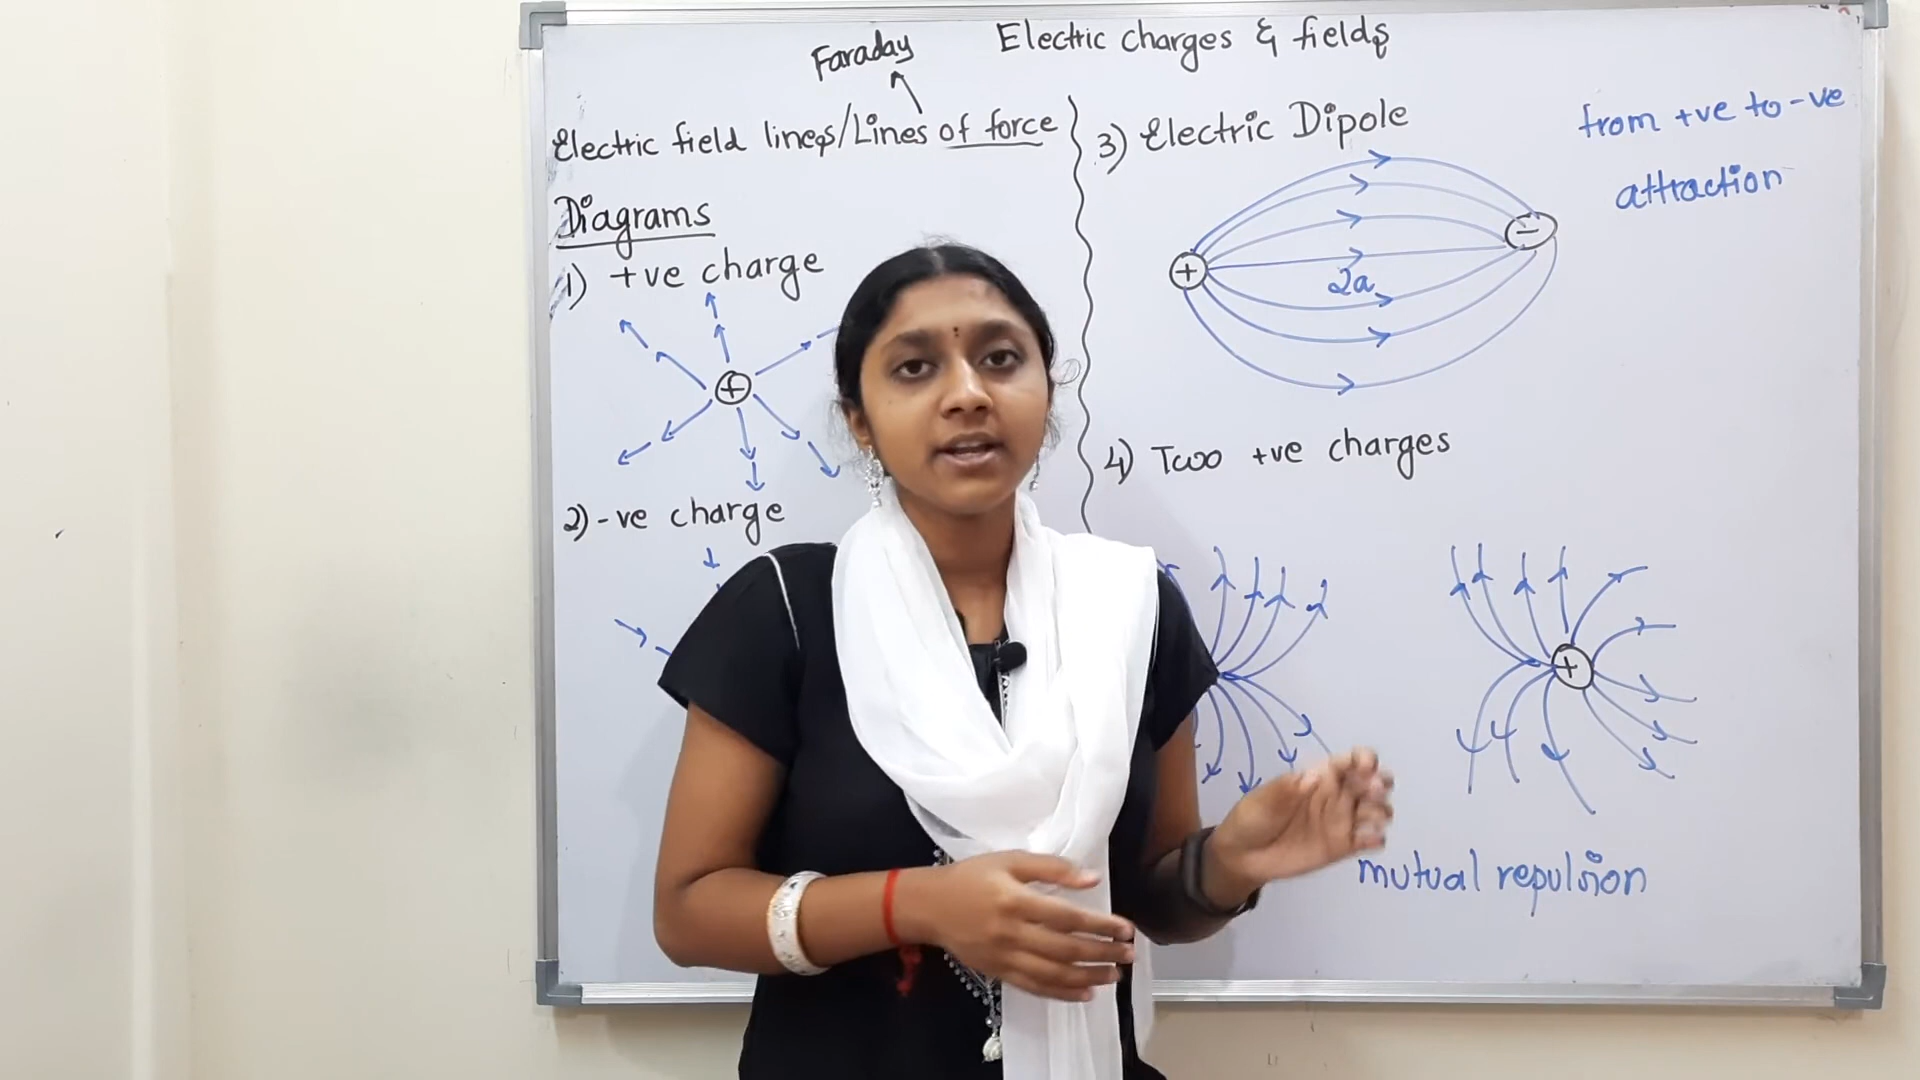 Electric charges & fields
Faraday
Electric field lines/Lines of force
Diagrams
1) +ve charge
+
2) -ve charge
3) Electric Dipole
from +ve to -ve
attraction
+
-
2a
4) Two +ve charges
+
mutual repulsion